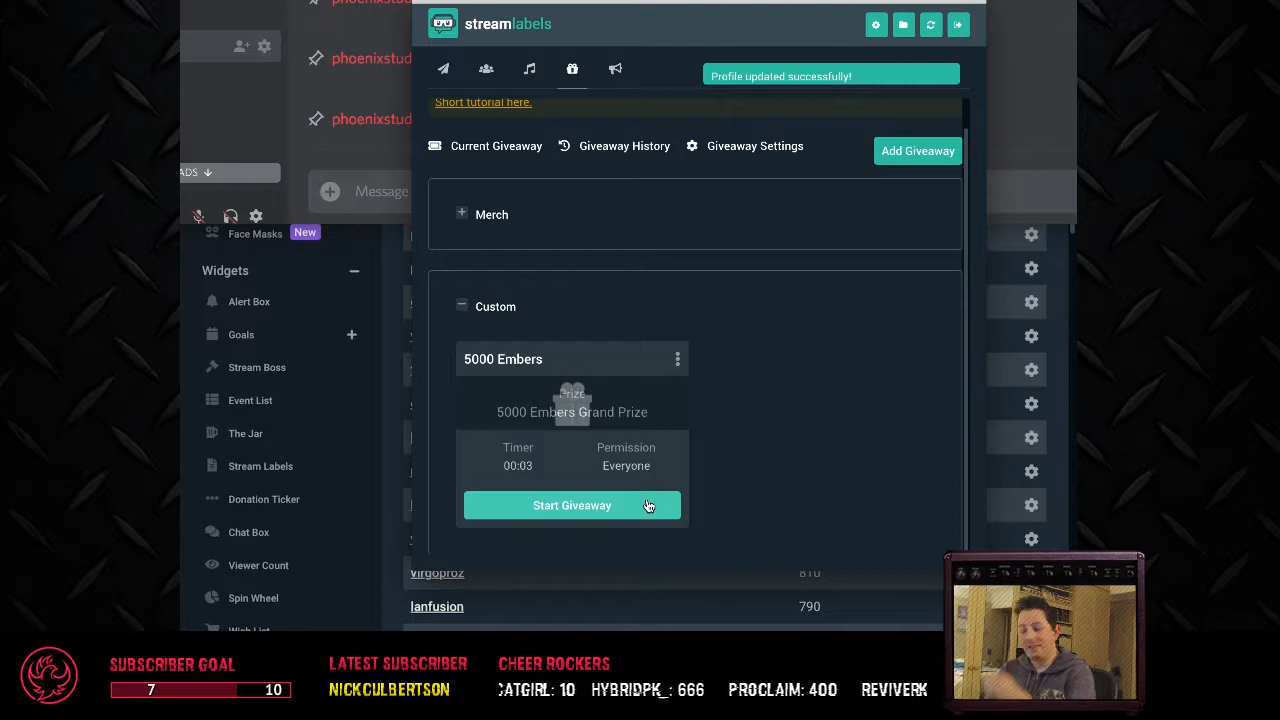 streamlabels
Profile updated successfully!
phoenixstud
phoenixstud
Short tutorial here.
Current Giveaway
Giveaway History
Giveaway Settings
Add Giveaway
ADS ↓
Message
Merch
Face Masks
New
Widgets
Alert Box
Goals
Stream Boss
Event List
The Jar
Stream Labels
Donation Ticker
Chat Box
Viewer Count
Spin Wheel
Custom
5000 Embers
Prize
5000 Embers Grand Prize
Timer
Permission
00:03
Everyone
Start Giveaway
Virgoproz 810
lanfusion 790
SUBSCRIBER GOAL
7 10
LATEST SUBSCRIBER
NICKCULBERTSON
CHEER ROCKERS
CATGIRL: 10 HYBRIDPK_: 666 PROCLAIM: 400 REVIVERK